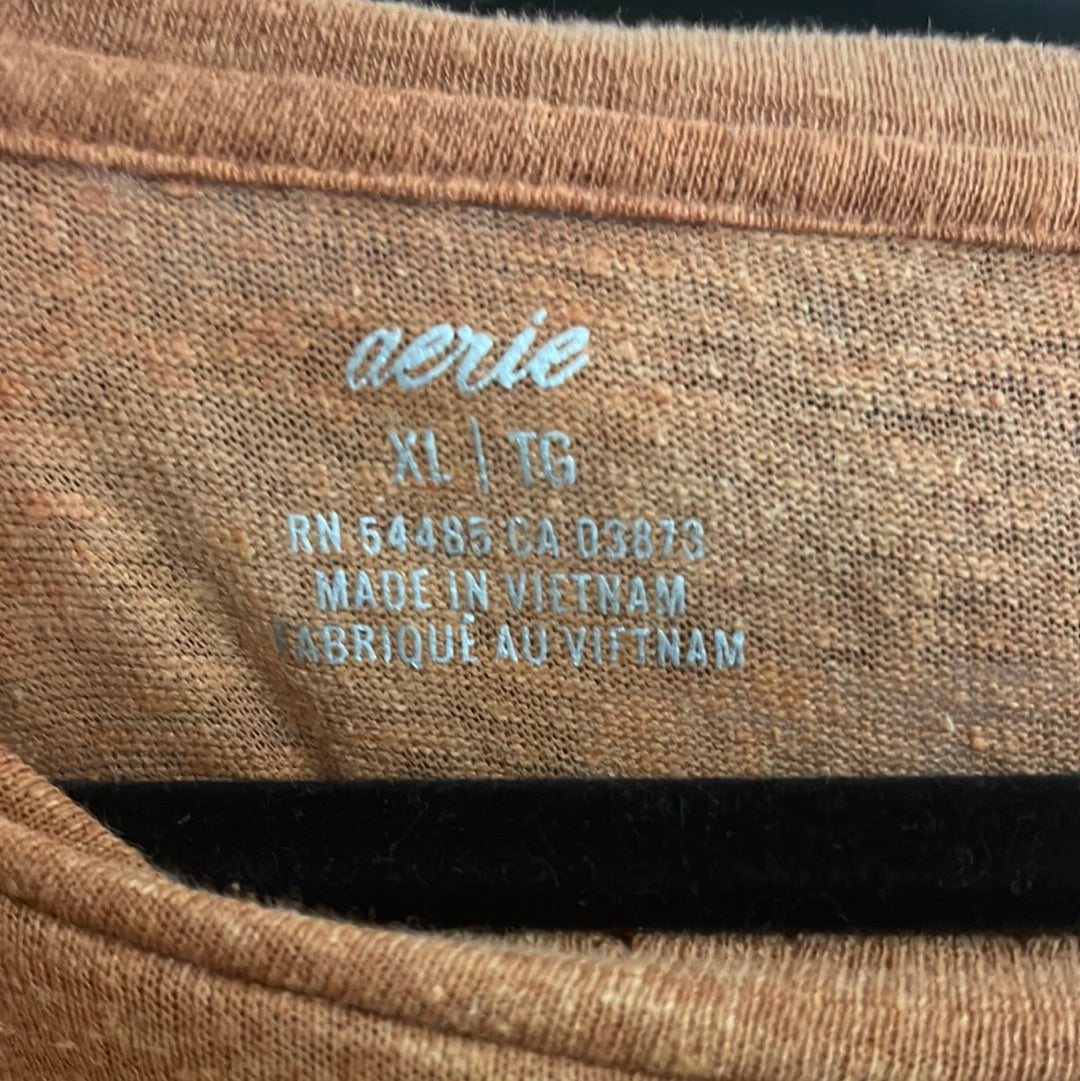 aerie
XL | TG
RN 54485 CA 03873
MADE IN VIETNAM
FABRIQUÉ AU VIETNAM